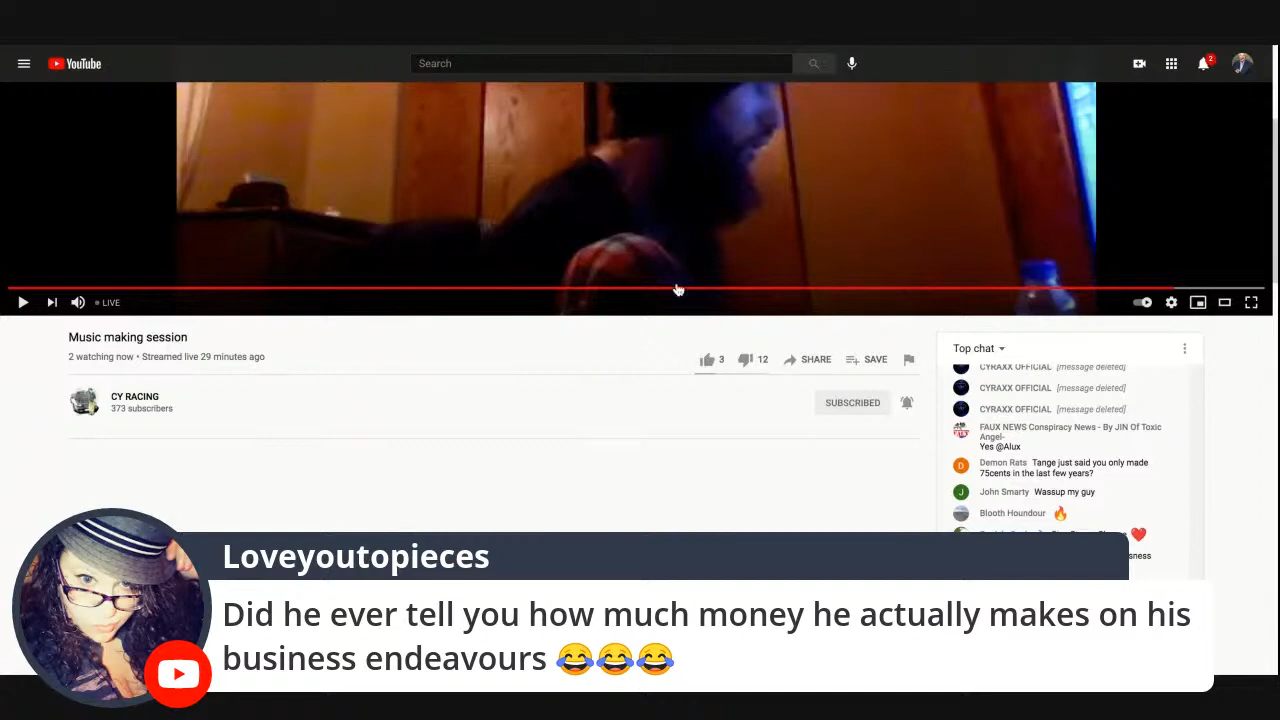 YouTube
Search
2
LIVE
Music making session
2 watching now • Streamed live 29 minutes ago
3
12
SHARE
SAVE
CY RACING
373 subscribers
SUBSCRIBED
Top chat
CYRAXX OFFICIAL [message deleted]
CYRAXX OFFICIAL [message deleted]
CYRAXX OFFICIAL [message deleted]
FAUX NEWS Conspiracy News - By JIN Of Toxic
Angel-
Yes @Alux
D
Demon Rats Tange just said you only made
75cents in the last few years?
J
John Smarty Wassup my guy
Blooth Houndour 🔥
Loveyoutopieces
Did he ever tell you how much money he actually makes on his
business endeavours 😂😂😂